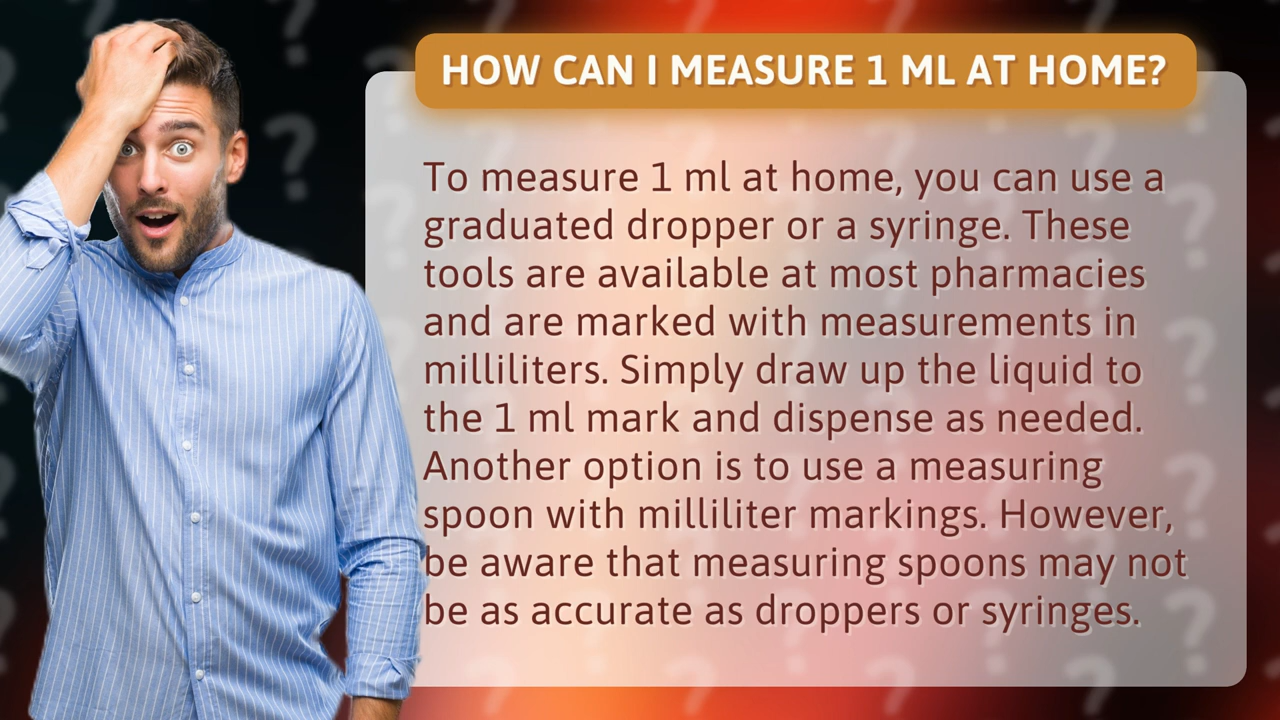 HOW CAN I MEASURE 1 ML AT HOME?
To measure 1 ml at home, you can use a
graduated dropper or a syringe. These
tools are available at most pharmacies
and are marked with measurements in
milliliters. Simply draw up the liquid to
the 1 ml mark and dispense as needed.
Another option is to use a measuring
spoon with milliliter markings. However,
be aware that measuring spoons may not
be as accurate as droppers or syringes.